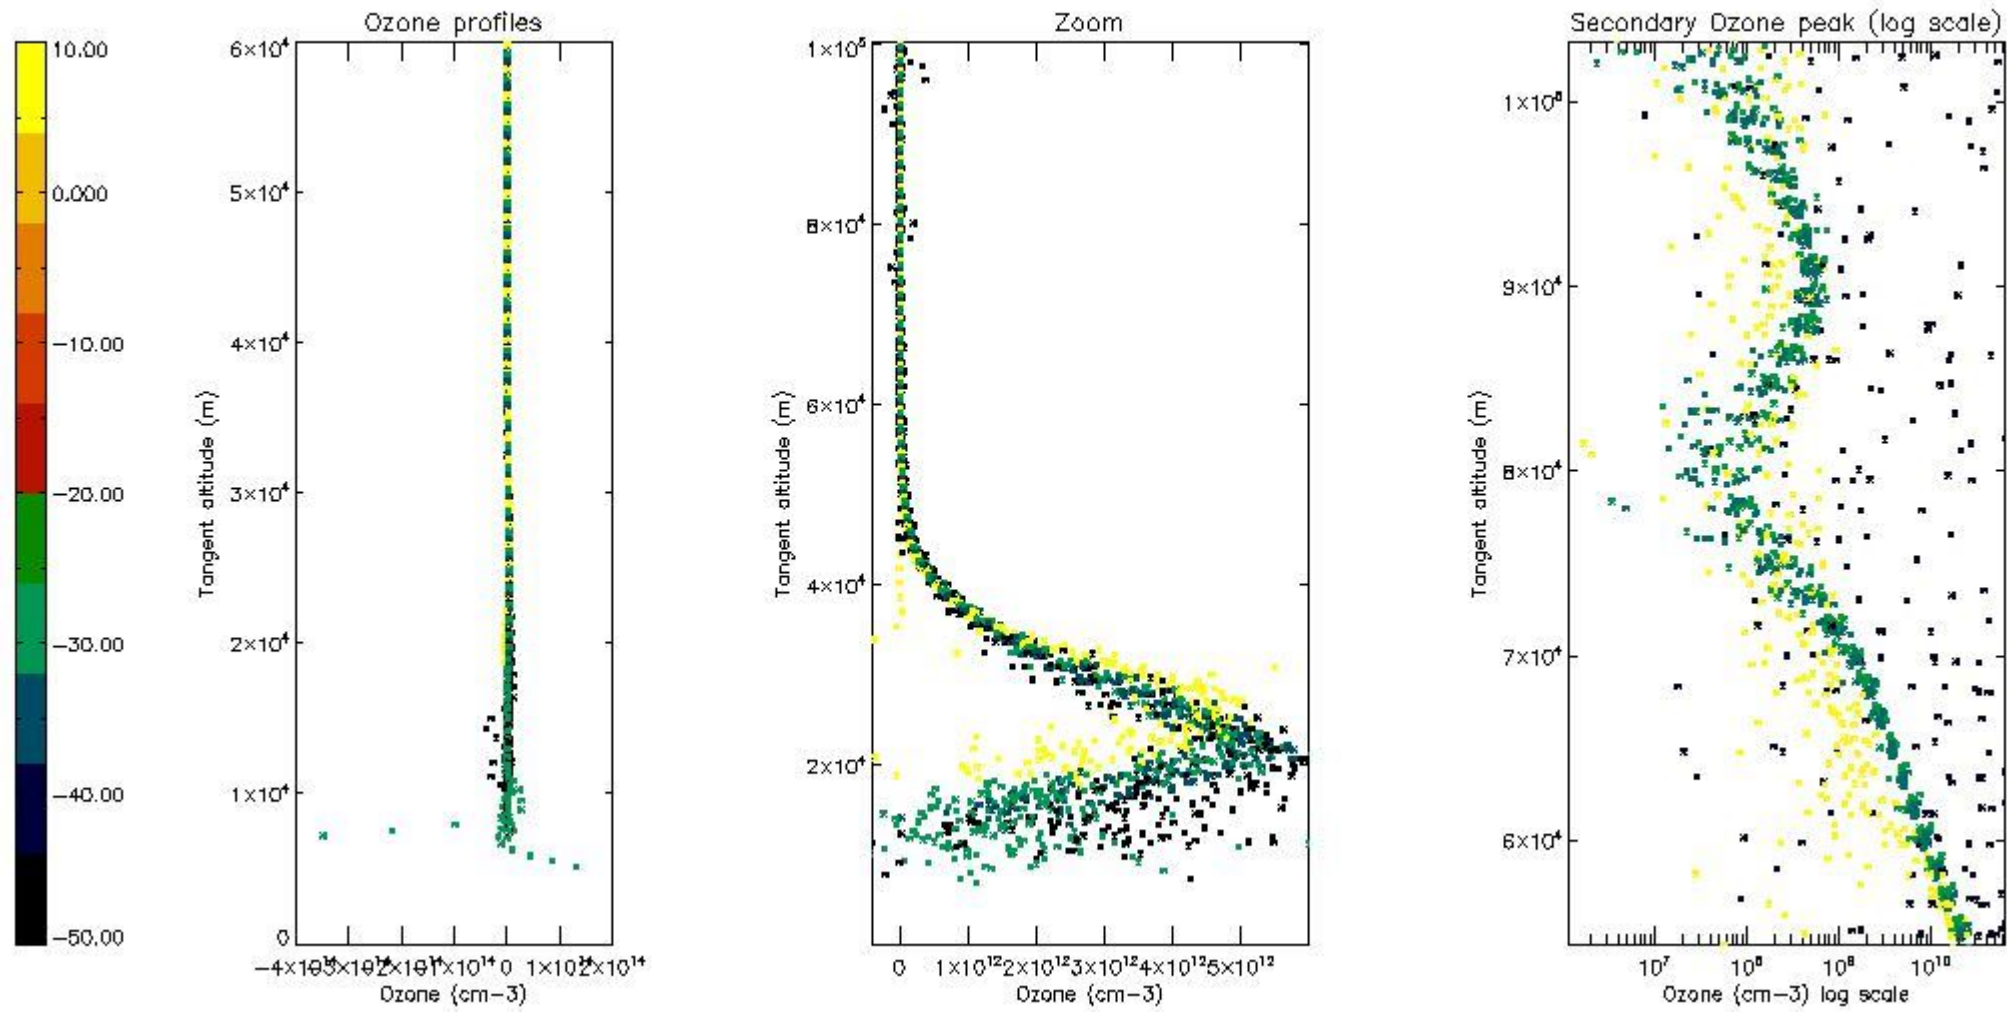 Ozone profiles
Zoom
Secondary Ozone peak (log scale)
10.00
0.000
−10.00
−20.00
−30.00
−40.00
−50.00
6×10⁴
5×10⁴
4×10⁴
3×10⁴
2×10⁴
1×10⁴
0
Tangent altitude (m)
0 1×10 2×10¹⁴
Ozone (cm−3)
1×10⁵
8×10⁴
6×10⁴
4×10⁴
2×10⁴
Tangent altitude (m)
0 1×10¹² 2×10¹² 3×10¹² 4×10¹² 5×10¹²
Ozone (cm−3)
9×10⁴
8×10⁴
7×10⁴
6×10⁴
Tangent altitude (m)
10⁷ 10⁸ 10⁹ 10¹⁰
Ozone (cm−3) log scale